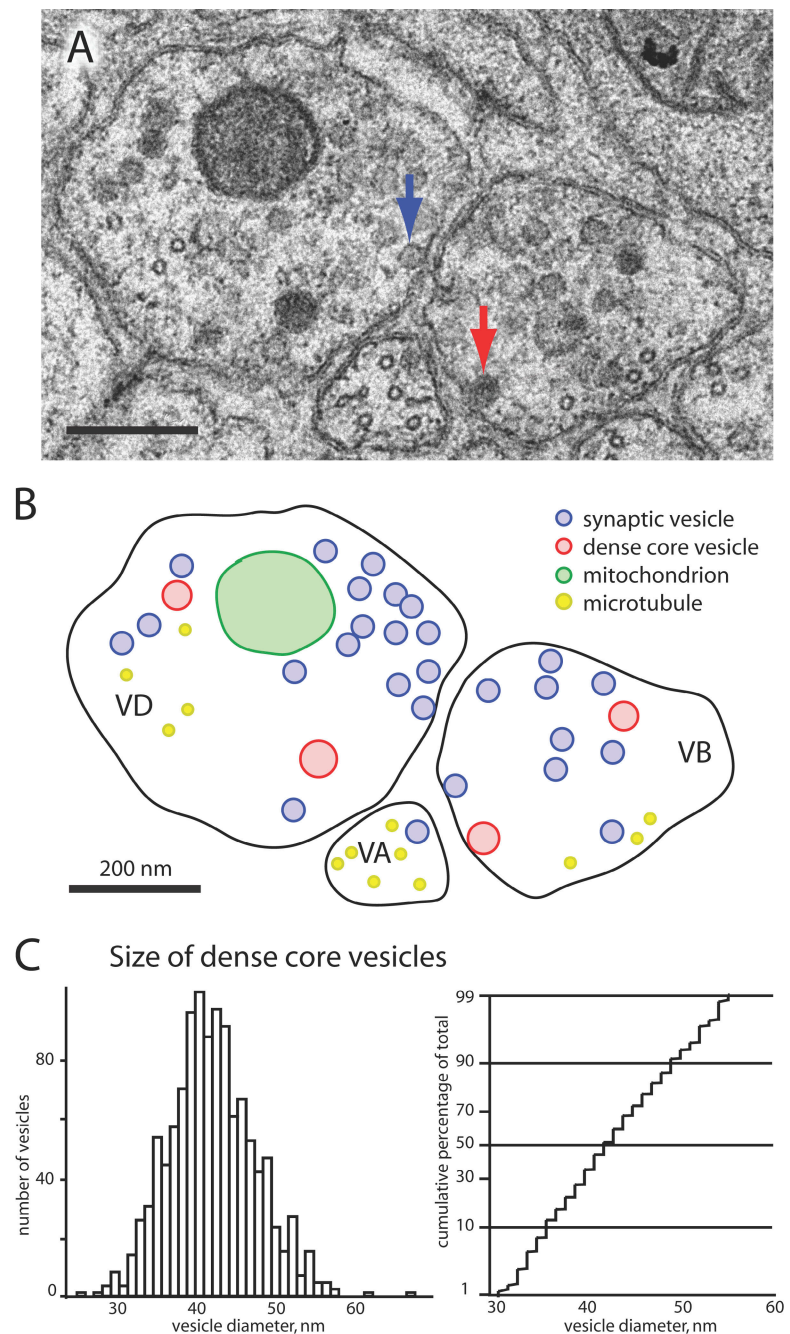 A
B
synaptic vesicle
dense core vesicle
mitochondrion
microtubule
VD
VB
VA
200 nm
C
Size of dense core vesicles
number of vesicles
80
40
0
30 40 50 60
vesicle diameter, nm
cumulative percentage of total
99
90
70
50
30
10
1
30 40 50 60
vesicle diameter, nm